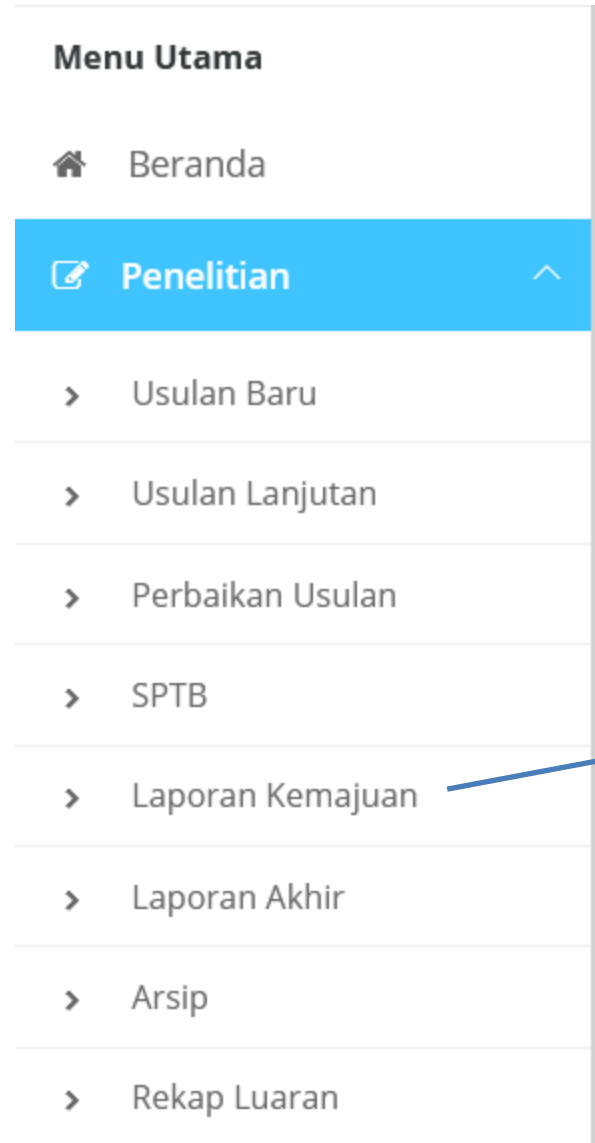 Menu Utama
Beranda
Penelitian
Usulan Baru
Usulan Lanjutan
Perbaikan Usulan
SPTB
Laporan Kemajuan
Laporan Akhir
Arsip
Rekap Luaran